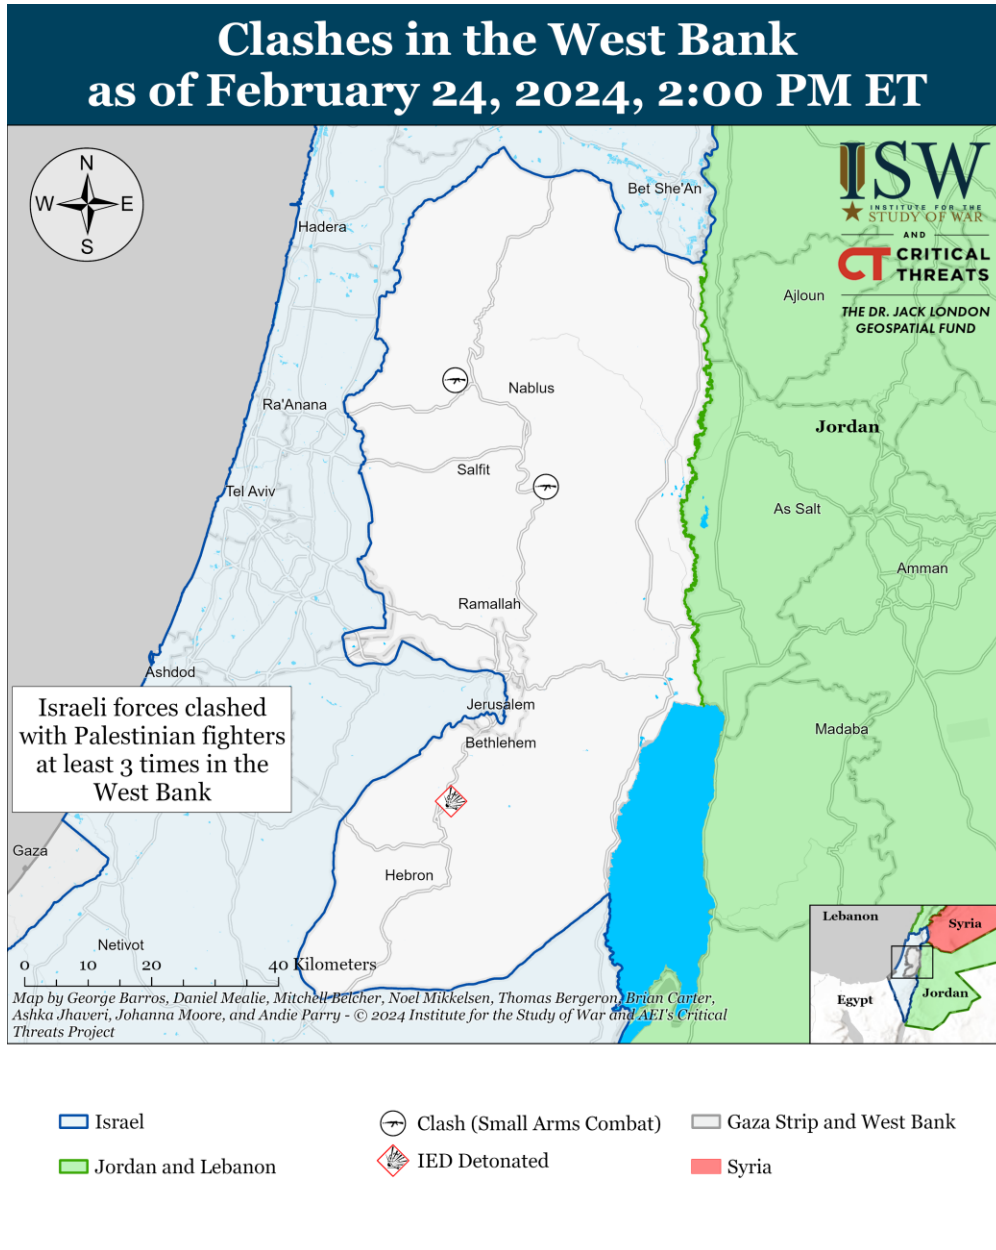 Clashes in the West Bank
as of February 24, 2024, 2:00 PM ET
N
W
E
S
ISW
INSTITUTE FOR THE
STUDY OF WAR
AND
CT CRITICAL
THREATS
THE DR. JACK LONDON
GEOSPATIAL FUND
Bet She'An
Hadera
Ajloun
Nablus
Ra'Anana
Jordan
Salfit
Tel Aviv
As Salt
Amman
Ramallah
Ashdod
Jerusalem
Madaba
Bethlehem
Israeli forces clashed
with Palestinian fighters
at least 3 times in the
West Bank
Gaza
Hebron
Netivot
0 10 20 40 Kilometers
Map by George Barros, Daniel Mealie, Mitchell Belcher, Noel Mikkelsen, Thomas Bergeron, Brian Carter,
Ashka Jhaveri, Johanna Moore, and Andie Parry - © 2024 Institute for the Study of War and AEI's Critical
Threats Project
Lebanon
Syria
Egypt
Jordan
Israel
Clash (Small Arms Combat)
Gaza Strip and West Bank
Jordan and Lebanon
IED Detonated
Syria